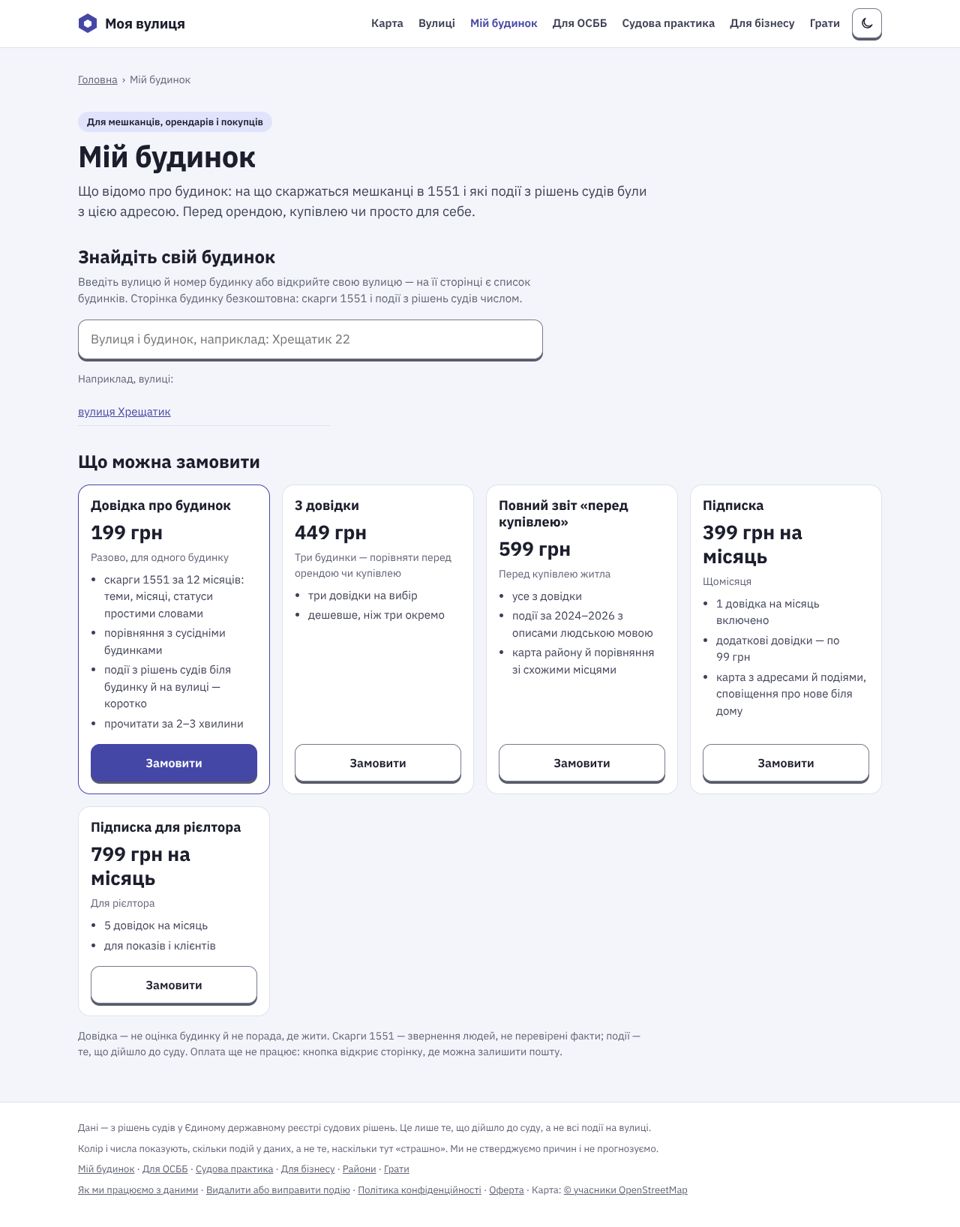 Моя вулиця
Карта Вулиці Мій будинок Для ОСББ Судова практика Для бізнесу Грати
Головна › Мій будинок
Для мешканців, орендарів і покупців
Мій будинок
Що відомо про будинок: на що скаржаться мешканці в 1551 і які події з рішень судів були
з цією адресою. Перед орендою, купівлею чи просто для себе.
Знайдіть свій будинок
Введіть вулицю й номер будинку або відкрийте свою вулицю — на її сторінці є список
будинків. Сторінка будинку безкоштовна: скарги 1551 і події з рішень судів числом.
Вулиця і будинок, наприклад: Хрещатик 22
Наприклад, вулиці:
вулиця Хрещатик
Що можна замовити
Довідка про будинок
199 грн
Разово, для одного будинку
• скарги 1551 за 12 місяців:
теми, місяці, статуси
простими словами
• порівняння з сусідніми
будинками
• події з рішень судів біля
будинку й на вулиці —
коротко
• прочитати за 2–3 хвилини
Замовити
3 довідки
449 грн
Три будинки — порівняти перед
орендою чи купівлею
• три довідки на вибір
• дешевше, ніж три окремо
Замовити
Повний звіт «перед
купівлею»
599 грн
Перед купівлею житла
• усе з довідки
• події за 2024–2026 з
описами людською мовою
• карта району й порівняння
зі схожими місцями
Замовити
Підписка
399 грн на
місяць
Щомісяця
• 1 довідка на місяць
включено
• додаткові довідки — по
99 грн
• карта з адресами й подіями,
сповіщення про нове біля
дому
Замовити
Підписка для рієлтора
799 грн на
місяць
Для рієлтора
• 5 довідок на місяць
• для показів і клієнтів
Замовити
Довідка — не оцінка будинку й не порада, де жити. Скарги 1551 — звернення людей, не перевірені факти; події —
те, що дійшло до суду. Оплата ще не працює: кнопка відкриє сторінку, де можна залишити пошту.
Дані — з рішень судів у Єдиному державному реєстрі судових рішень. Це лише те, що дійшло до суду, а не всі події на вулиці.
Колір і числа показують, скільки подій у даних, а не те, наскільки тут «страшно». Ми не стверджуємо причин і не прогнозуємо.
Мій будинок · Для ОСББ · Судова практика · Для бізнесу · Райони · Грати
Як ми працюємо з даними · Видалити або виправити подію · Політика конфіденційності · Оферта · Карта: © учасники OpenStreetMap